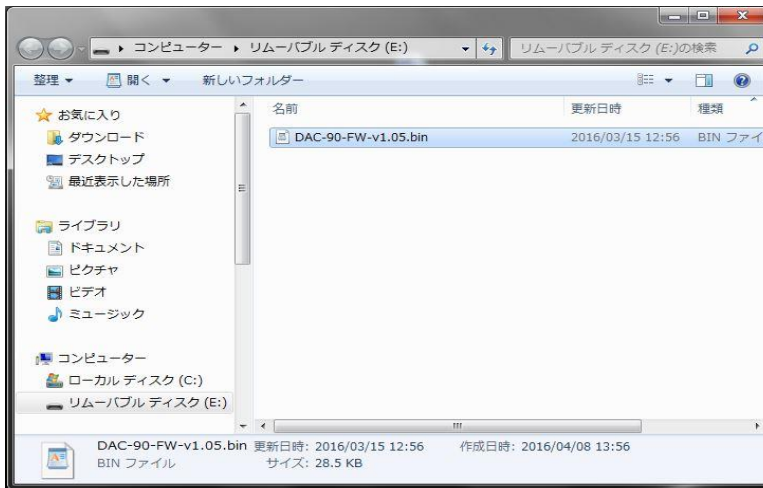 コンピューター ▸ リムーバブル ディスク (E:)
リムーバブル ディスク (E:)の検索
整理 開く 新しいフォルダー
お気に入り
ダウンロード
デスクトップ
最近表示した場所
ライブラリ
ドキュメント
ピクチャ
ビデオ
ミュージック
コンピューター
ローカル ディスク (C:)
リムーバブル ディスク (E:)
名前 更新日時 種類
DAC-90-FW-v1.05.bin 2016/03/15 12:56 BIN ファイ
DAC-90-FW-v1.05.bin 更新日時: 2016/03/15 12:56 作成日時: 2016/04/08 13:56
BIN ファイル サイズ: 28.5 KB